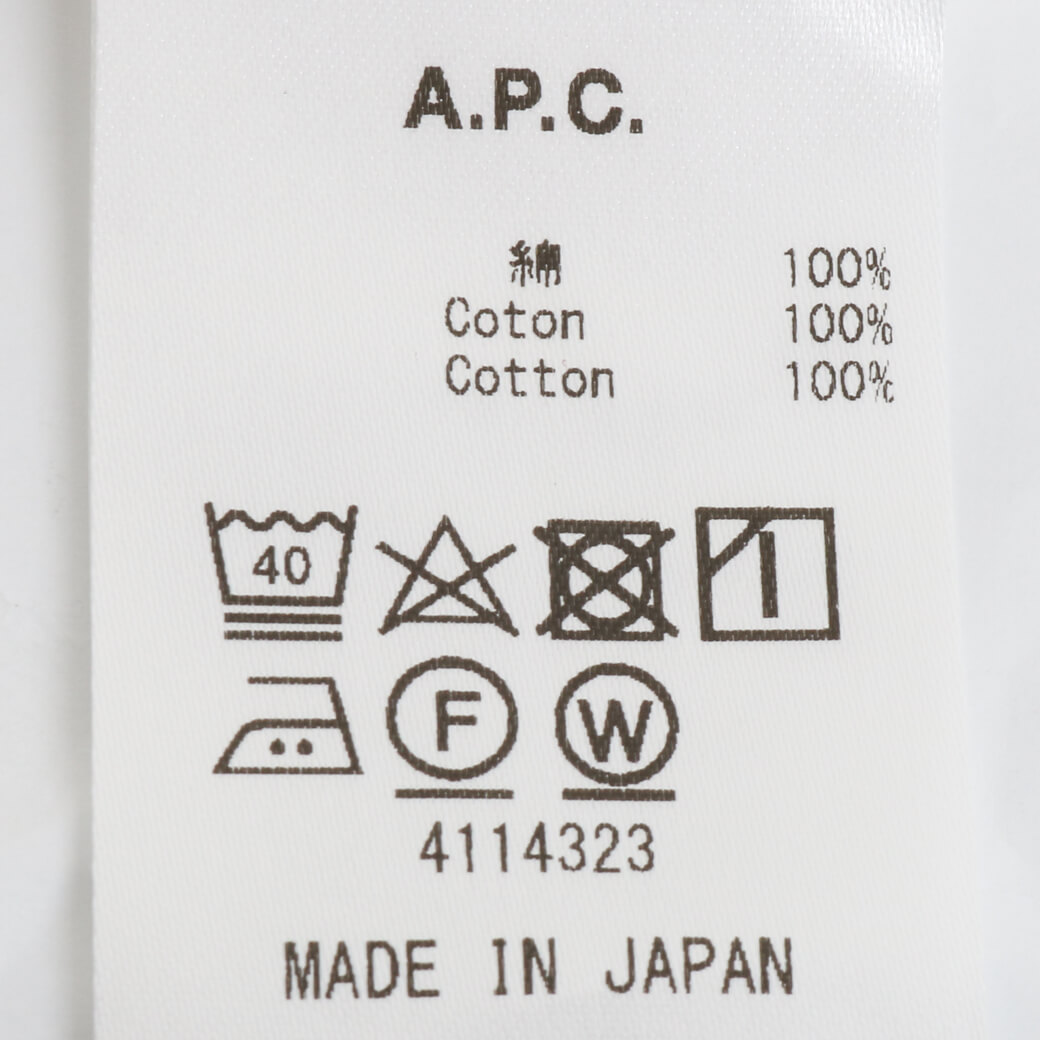 A.P.C.
綿 100%
Coton 100%
Cotton 100%
40
F W
4114323
MADE IN JAPAN